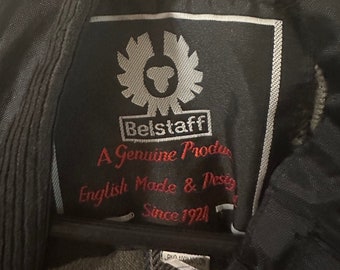 Belstaff
A Genuine Produc
English Made & Desig
Since 1924